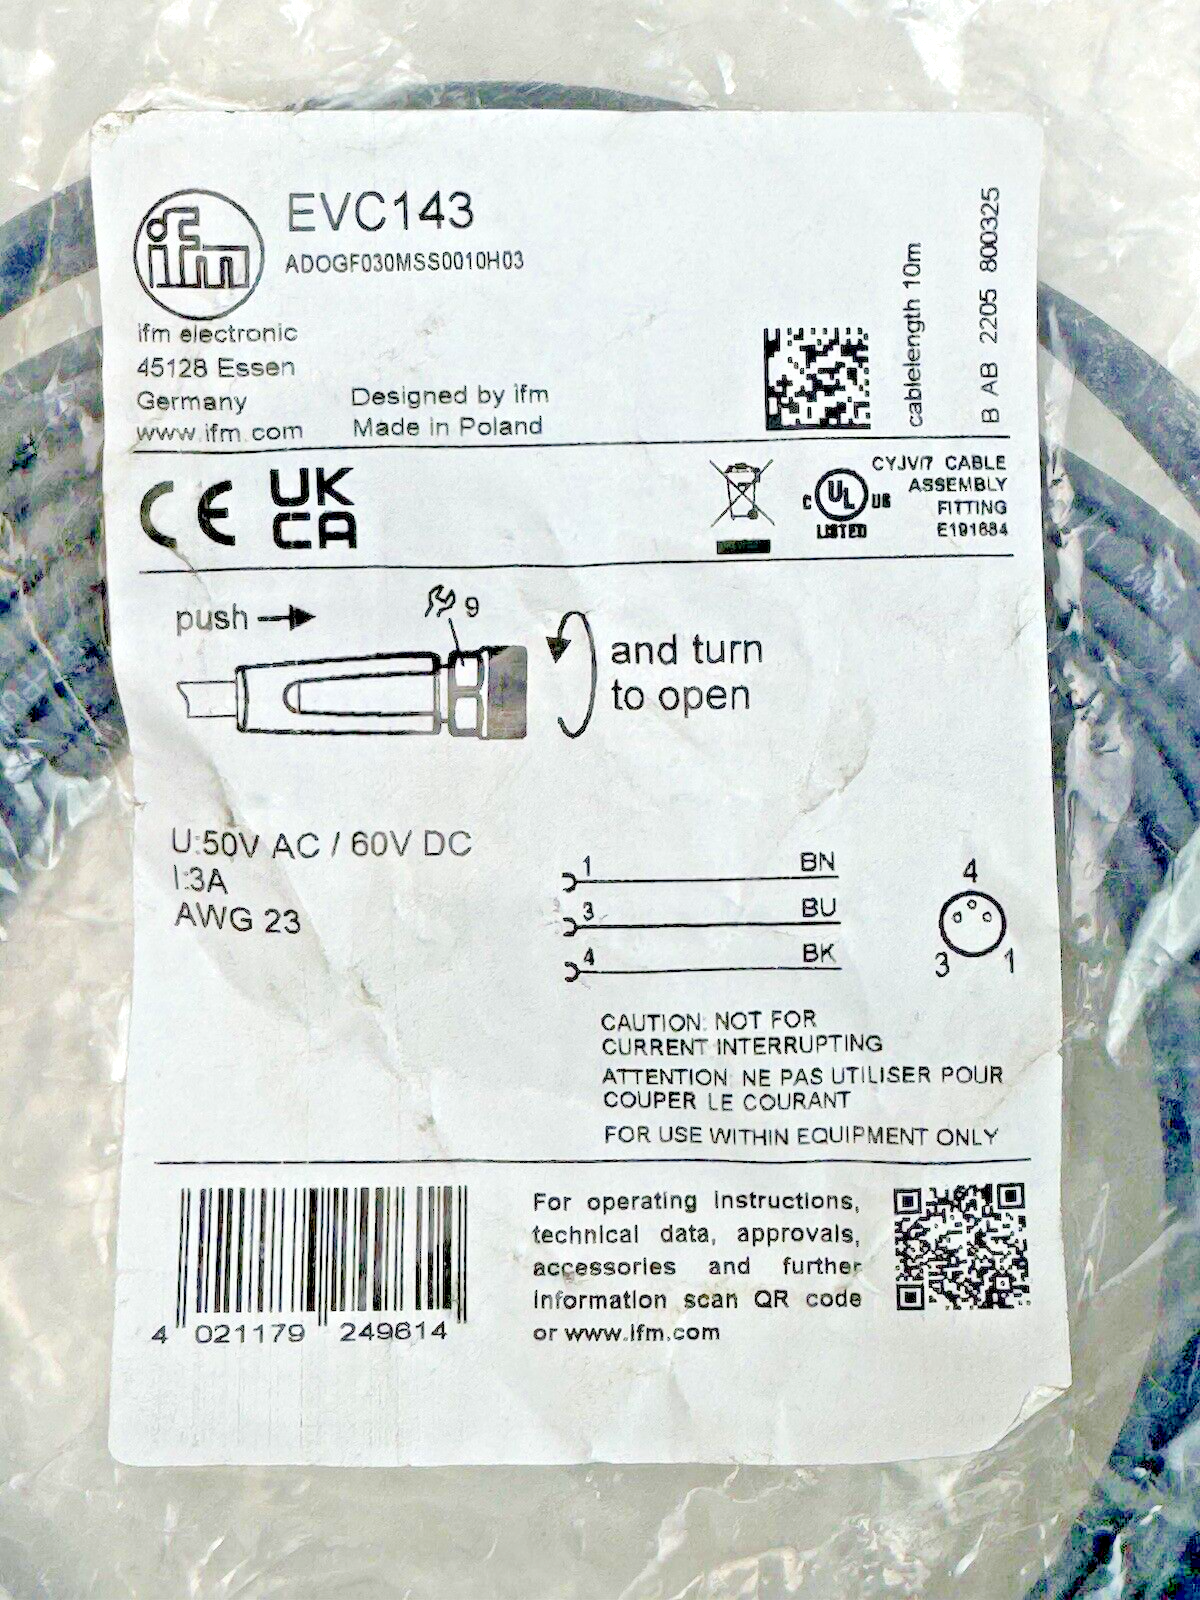 ifm
EVC143
ADOGF030MSS0010H03
ifm electronic
45128 Essen
Germany
www.ifm.com
Designed by ifm
Made in Poland
cablelength 10m
B AB 2205 800325
CE
UK
CA
C UL US
LISTED
CYJV/7 CABLE
ASSEMBLY
FITTING
E191684
push
9
and turn
to open
U:50V AC / 60V DC
I:3A
AWG 23
1 BN
3 BU
4 BK
4
3 1
CAUTION: NOT FOR
CURRENT INTERRUPTING
ATTENTION: NE PAS UTILISER POUR
COUPER LE COURANT
FOR USE WITHIN EQUIPMENT ONLY
4 021179 249614
For operating instructions,
technical data, approvals,
accessories and further
information scan QR code
or www.ifm.com